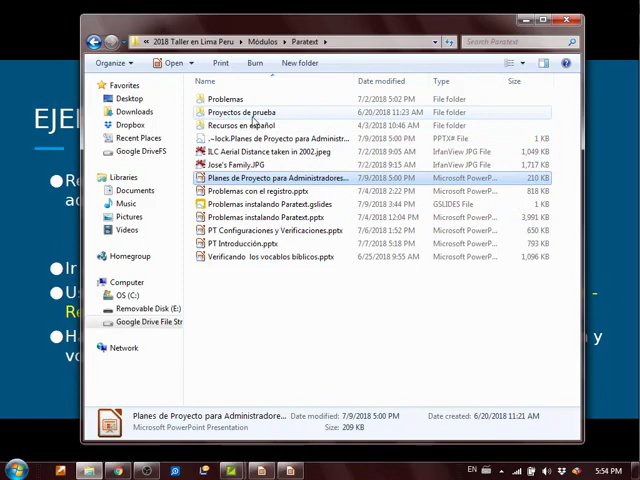 « 2018 Taller en Lima Peru ▸ Módulos ▸ Paratext ▸
Search Paratext
Organize
Open
Print
Burn
New folder
Name
Date modified
Type
Size
Favorites
Desktop
Downloads
Dropbox
Recent Places
Google DriveFS
Libraries
Documents
Music
Pictures
Videos
Homegroup
Computer
OS (C:)
Removable Disk (E:)
Google Drive File Str
Network
Problemas 7/2/2018 5:02 PM File folder
Proyectos de prueba 6/20/2018 11:23 AM File folder
Recursos en español 4/3/2018 10:46 AM File folder
.~lock.Planes de Proyecto para Administr... 7/9/2018 5:00 PM PPTX# File 1 KB
ILC Aerial Distance taken in 2002.jpeg 7/2/2018 9:05 AM IrfanView JPG File 1,049 KB
Jose's Family.JPG 7/2/2018 9:15 AM IrfanView JPG File 1,717 KB
Planes de Proyecto para Administradores... 7/9/2018 5:00 PM Microsoft PowerP... 210 KB
Problemas con el registro.pptx 7/2/2018 2:22 PM Microsoft PowerP... 818 KB
Problemas instalando Paratext.gslides 7/9/2018 3:44 PM GSLIDES File 1 KB
Problemas instalando Paratext.pptx 7/4/2018 12:04 PM Microsoft PowerP... 3,991 KB
PT Configuraciones y Verificaciones.pptx 7/6/2018 1:52 PM Microsoft PowerP... 650 KB
PT Introducción.pptx 7/7/2018 5:18 PM Microsoft PowerP... 793 KB
Verificando los vocablos bíblicos.pptx 6/25/2018 9:55 AM Microsoft PowerP... 1,096 KB
Planes de Proyecto para Administradore...
Date modified: 7/9/2018 5:00 PM
Date created: 6/20/2018 11:21 AM
Microsoft PowerPoint Presentation
Size: 209 KB
EN
5:54 PM